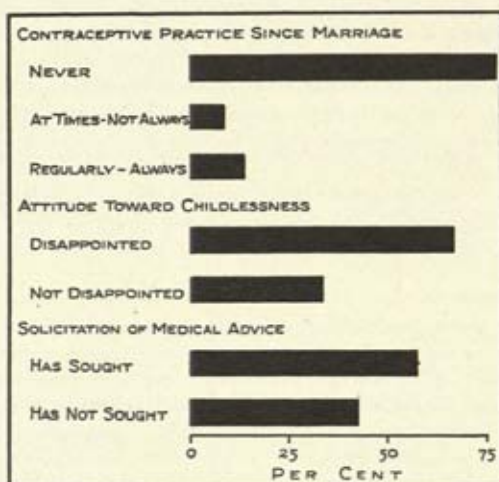 CONTRACEPTIVE PRACTICE SINCE MARRIAGE
NEVER
AT TIMES-NOT ALWAYS
REGULARLY-ALWAYS
ATTITUDE TOWARD CHILDLESSNESS
DISAPPOINTED
NOT DISAPPOINTED
SOLICITATION OF MEDICAL ADVICE
HAS SOUGHT
HAS NOT SOUGHT
0 25 50 75
PER CENT